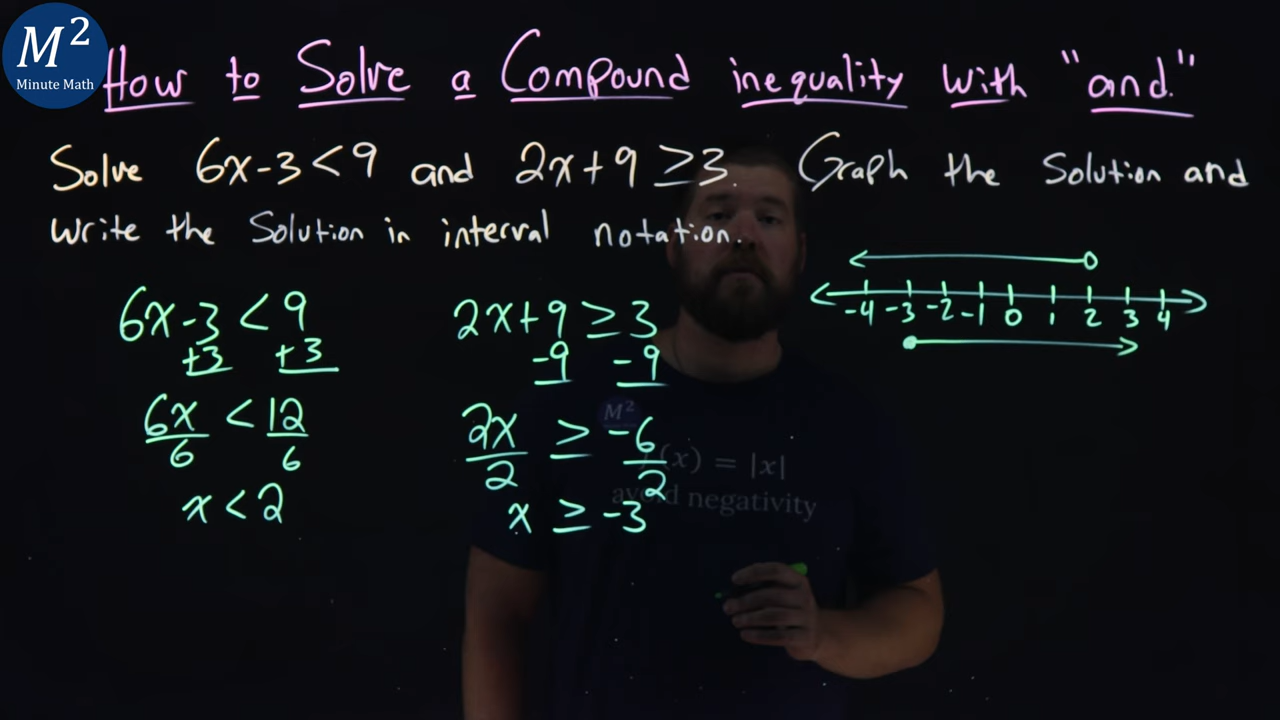 M²
Minute Math
How to Solve a Compound inequality with "and."
Solve 6x-3<9 and 2x+9≥3. Graph the Solution and
write the Solution in interval notation.
6x-3<9
+3 +3
6x/6 < 12/6
x<2
2x+9≥3
-9 -9
2x/2 ≥ -6/2
x ≥ -3
-4 -3 -2 -1 0 1 2 3 4
M²
(x) = |x|
avoid negativity